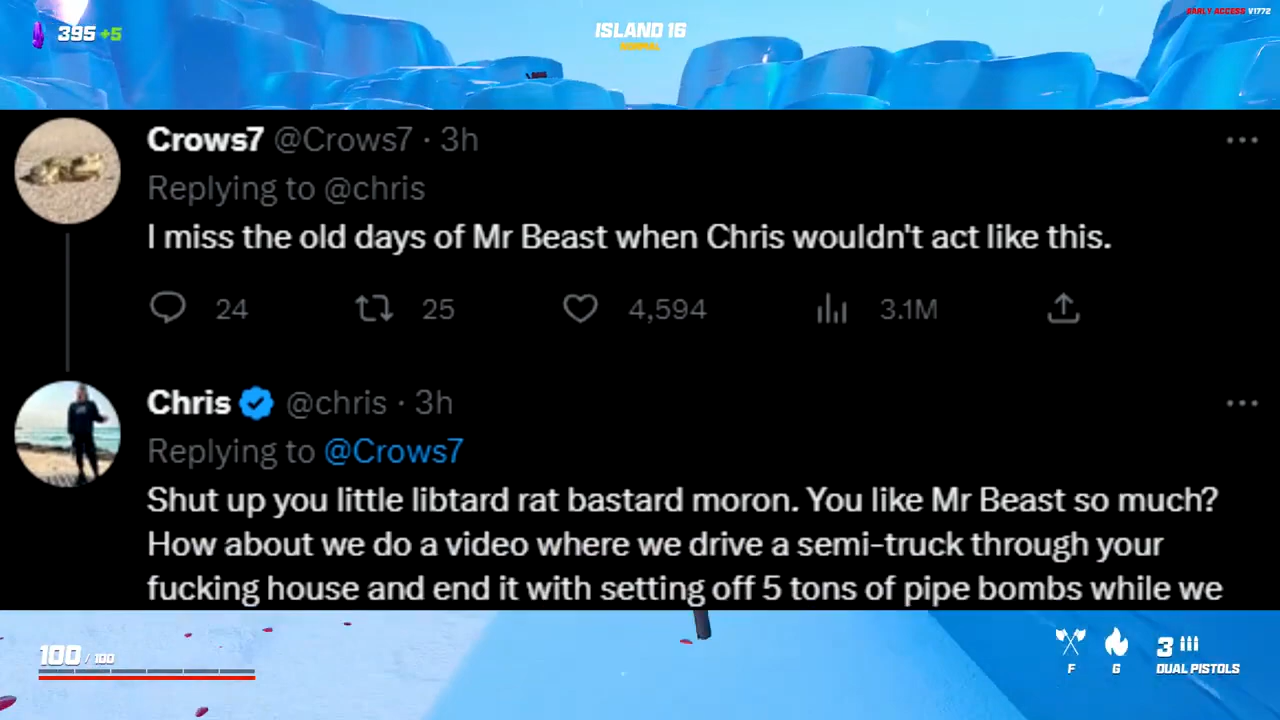 395 +5
ISLAND 16
EARLY ACCESS V1772
Crows7 @Crows7 · 3h
Replying to @chris
I miss the old days of Mr Beast when Chris wouldn't act like this.
24 25 4,594 3.1M
Chris @chris · 3h
Replying to @Crows7
Shut up you little libtard rat bastard moron. You like Mr Beast so much?
How about we do a video where we drive a semi-truck through your
fucking house and end it with setting off 5 tons of pipe bombs while we
100 / 100
3
F G DUAL PISTOLS